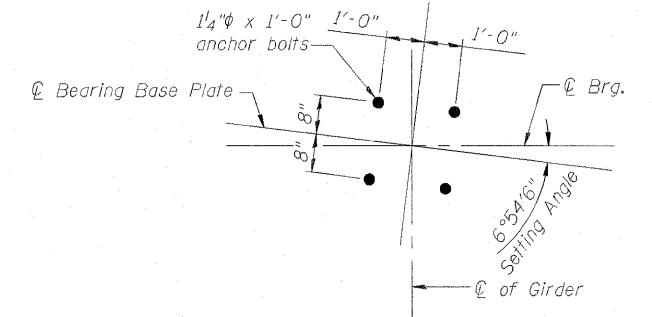 1¼"φ x 1'-0"
anchor bolts
1'-0"
1'-0"
℄ Bearing Base Plate
℄ Brg.
8"
8"
6°54'6"
Setting Angle
℄ of Girder